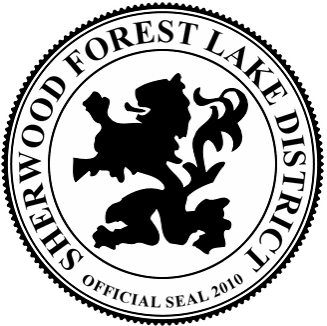 SHERWOOD FOREST LAKE DISTRICT
OFFICIAL SEAL 2010